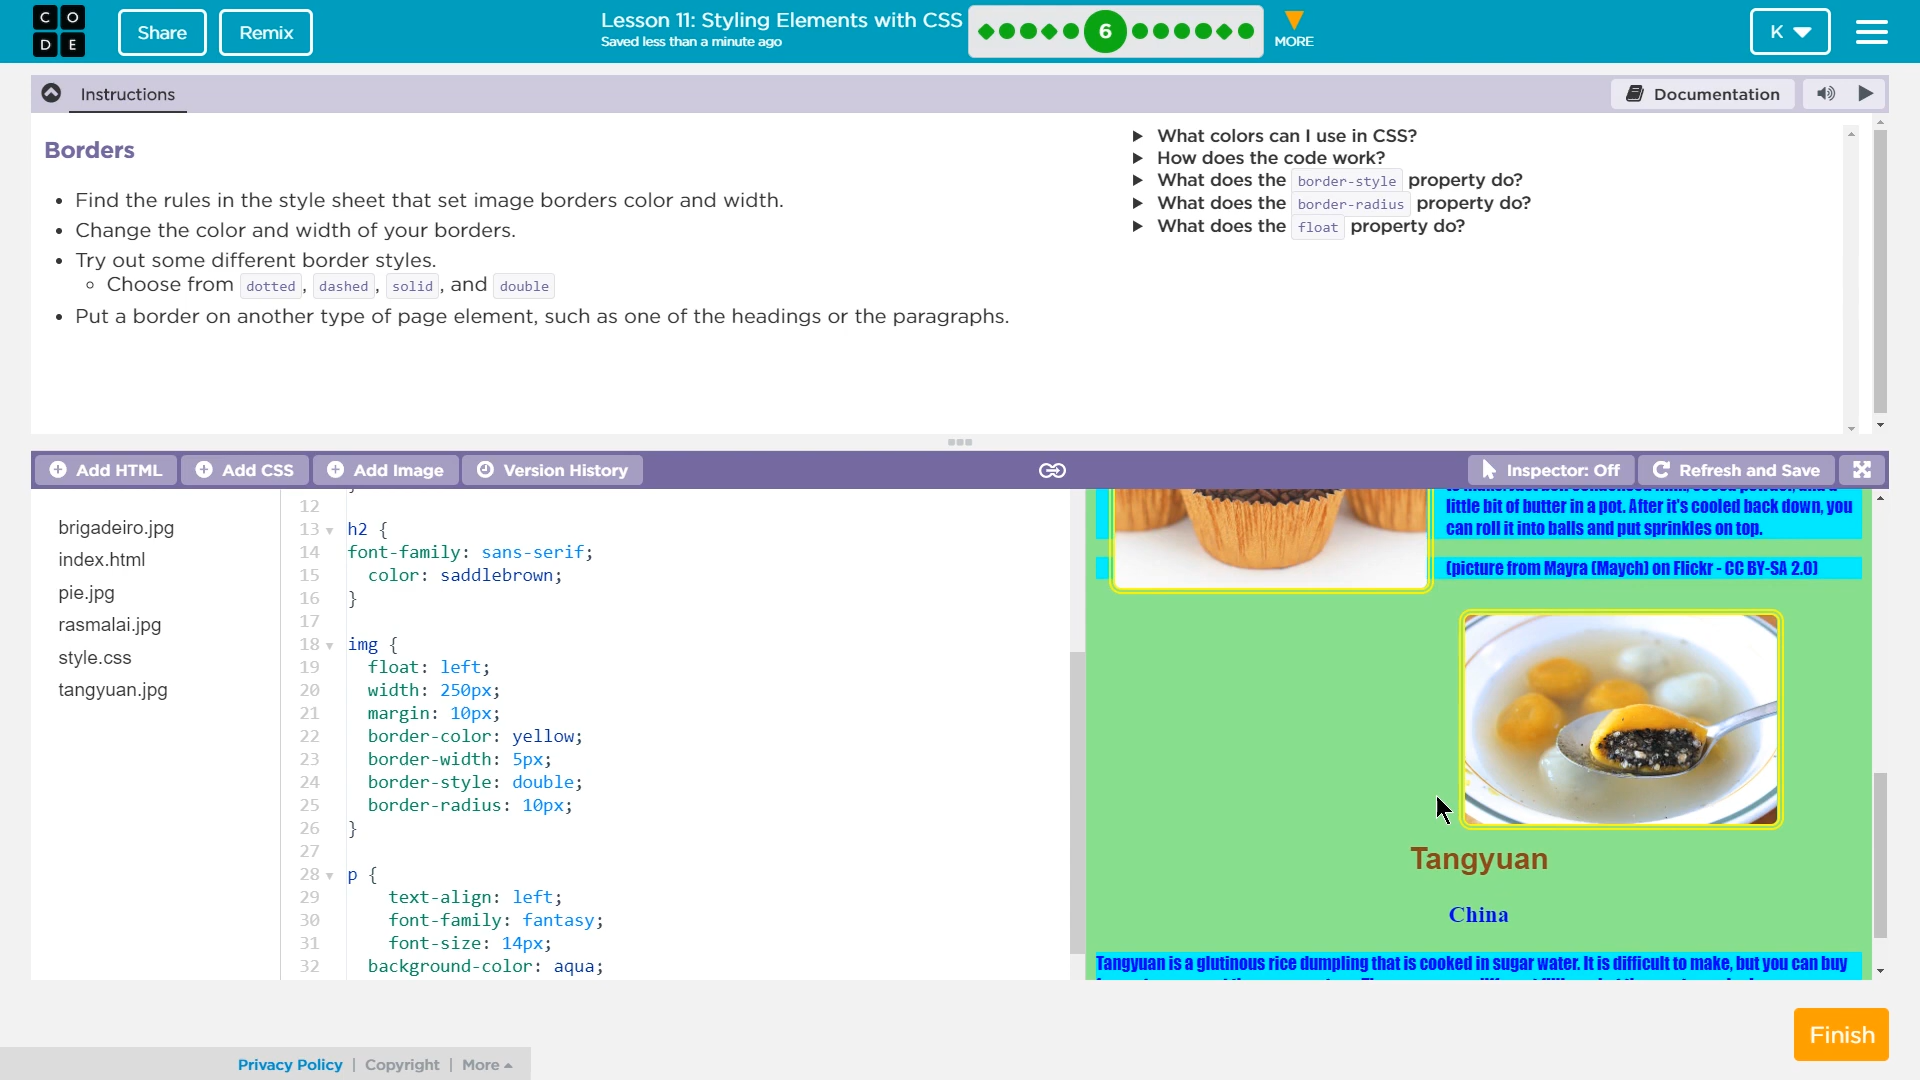 CO
DE
Share
Remix
Lesson 11: Styling Elements with CSS
Saved less than a minute ago
6
MORE
K
Instructions
Documentation
Borders
• Find the rules in the style sheet that set image borders color and width.
• Change the color and width of your borders.
• Try out some different border styles.
Choose from dotted, dashed, solid, and double
• Put a border on another type of page element, such as one of the headings or the paragraphs.
What colors can I use in CSS?
How does the code work?
What does the border-style property do?
What does the border-radius property do?
What does the float property do?
Add HTML
Add CSS
Add Image
Version History
Inspector: Off
Refresh and Save
brigadeiro.jpg
index.html
pie.jpg
rasmalai.jpg
style.css
tangyuan.jpg
12
13 h2 {
14 font-family: sans-serif;
15 color: saddlebrown;
16 }
17
18 img {
19 float: left;
20 width: 250px;
21 margin: 10px;
22 border-color: yellow;
23 border-width: 5px;
24 border-style: double;
25 border-radius: 10px;
26 }
27
28 p {
29 text-align: left;
30 font-family: fantasy;
31 font-size: 14px;
32 background-color: aqua;
little bit of butter in a pot. After it's cooled back down, you
can roll it into balls and put sprinkles on top.
(picture from Mayra (Maych) on Flickr - CC BY-SA 2.0)
Tangyuan
China
Tangyuan is a glutinous rice dumpling that is cooked in sugar water. It is difficult to make, but you can buy
Finish
Privacy Policy | Copyright | More